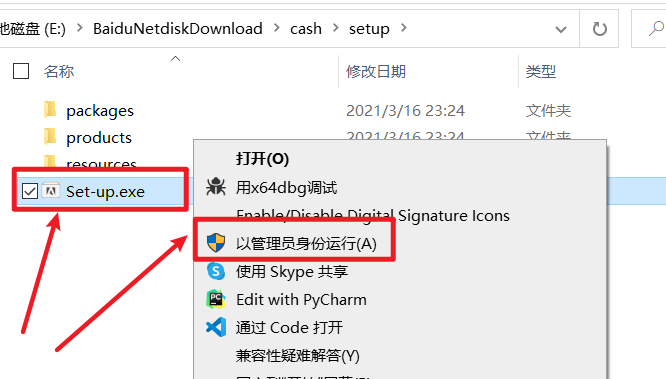 地磁盘 (E:) › BaiduNetdiskDownload › cash › setup ›
名称 修改日期 类型
packages 2021/3/16 23:24 文件夹
products 2021/3/16 23:24 文件夹
resources
Set-up.exe
打开(O)
用x64dbg调试
Enable/Disable Digital Signature Icons
以管理员身份运行(A)
使用 Skype 共享
Edit with PyCharm
通过 Code 打开
兼容性疑难解答(Y)